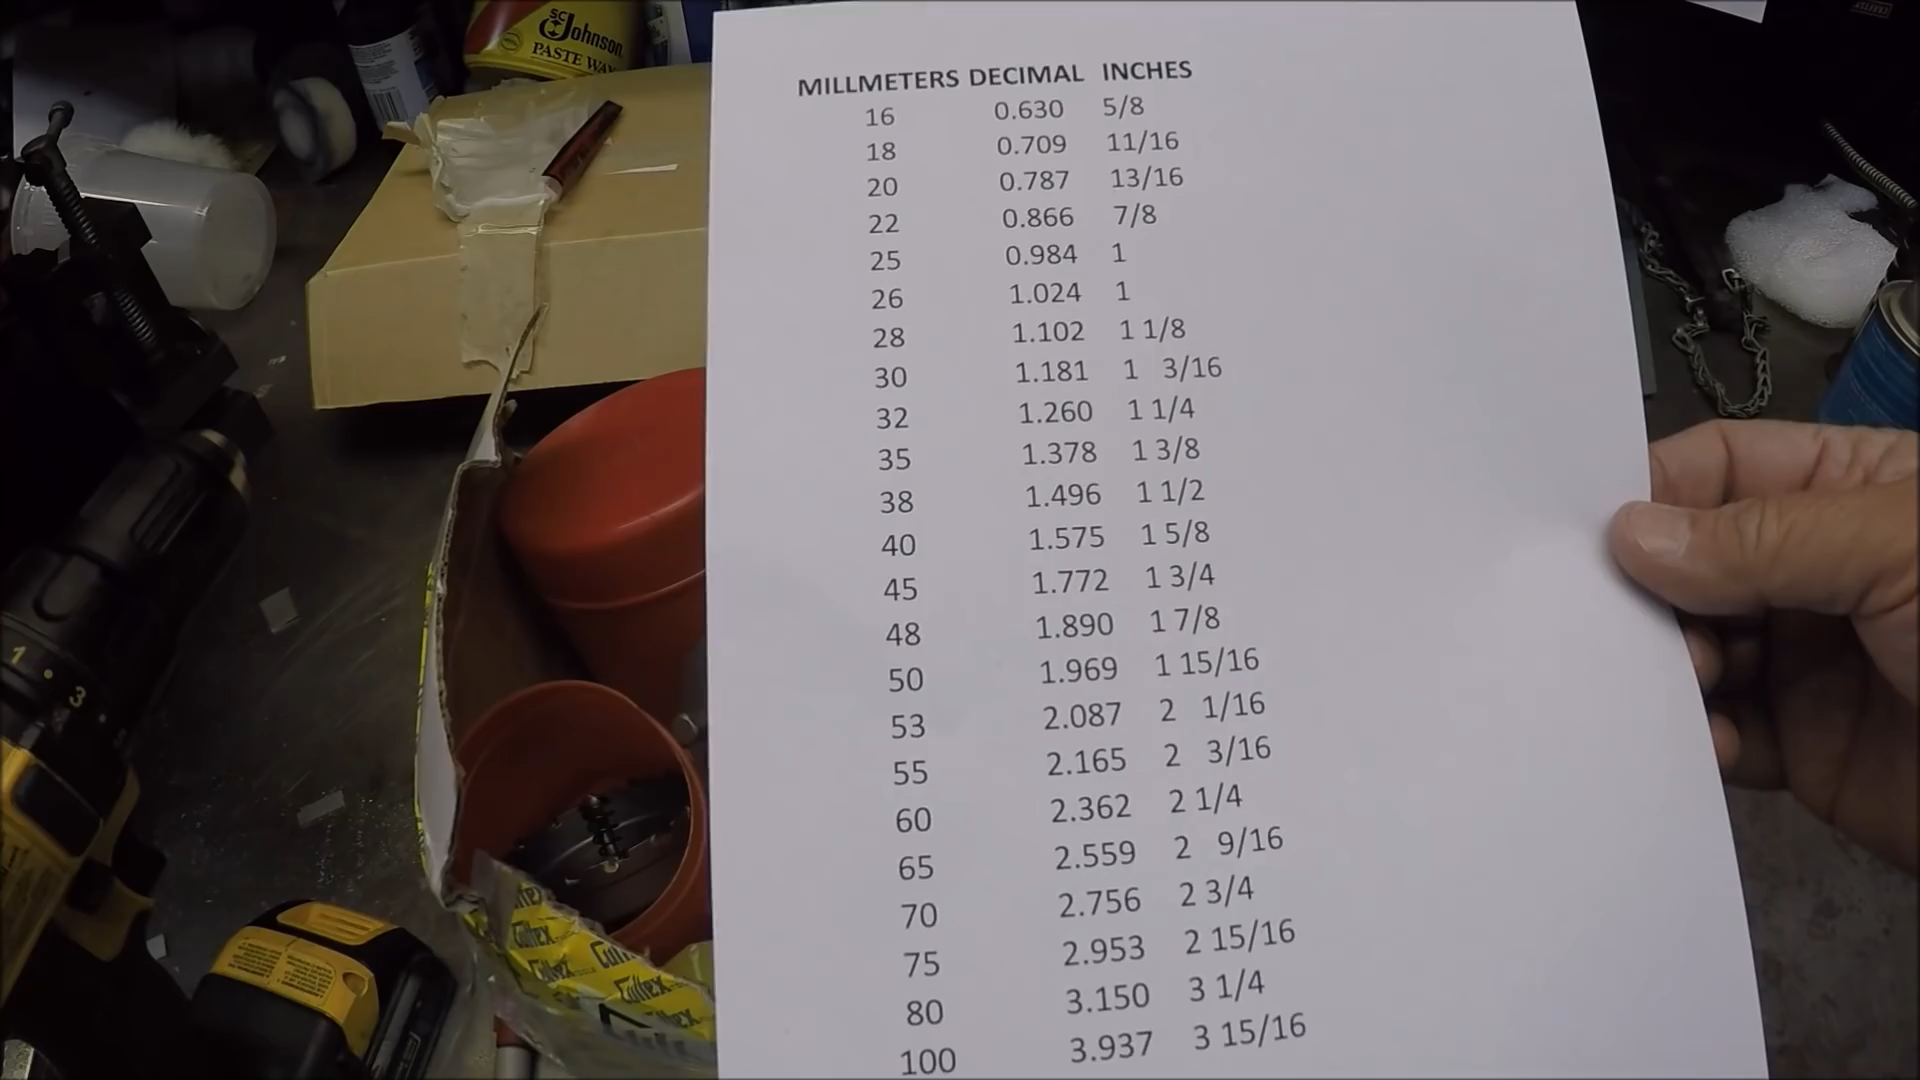 SC Johnson
PASTE WAX
MILLMETERS DECIMAL INCHES
16 0.630 5/8
18 0.709 11/16
20 0.787 13/16
22 0.866 7/8
25 0.984 1
26 1.024 1
28 1.102 1 1/8
30 1.181 1 3/16
32 1.260 1 1/4
35 1.378 1 3/8
38 1.496 1 1/2
40 1.575 1 5/8
45 1.772 1 3/4
48 1.890 1 7/8
50 1.969 1 15/16
53 2.087 2 1/16
55 2.165 2 3/16
60 2.362 2 1/4
65 2.559 2 9/16
70 2.756 2 3/4
75 2.953 2 15/16
80 3.150 3 1/4
100 3.937 3 15/16
1
3
Cuttex
Cuttex
Cuttex